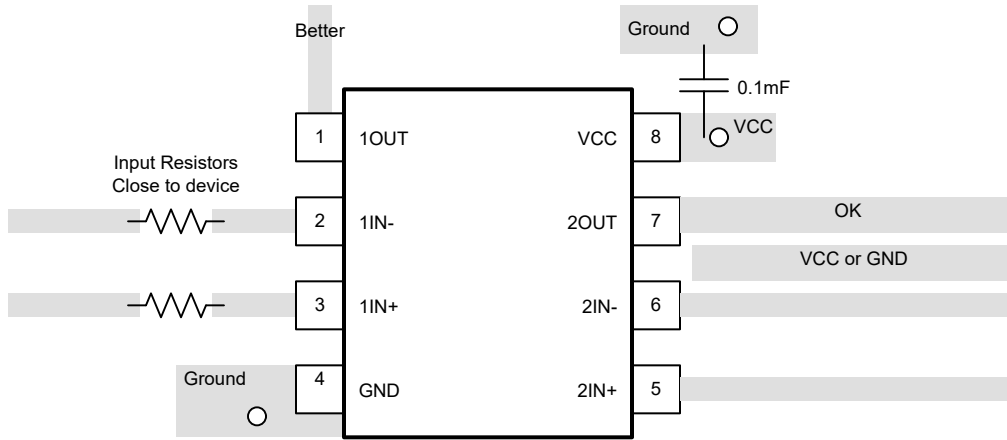 Better
Ground
0.1mF
VCC
1
1OUT
VCC
8
Input Resistors
Close to device
2
1IN-
2OUT
7
OK
VCC or GND
3
1IN+
2IN-
6
Ground
4
GND
2IN+
5